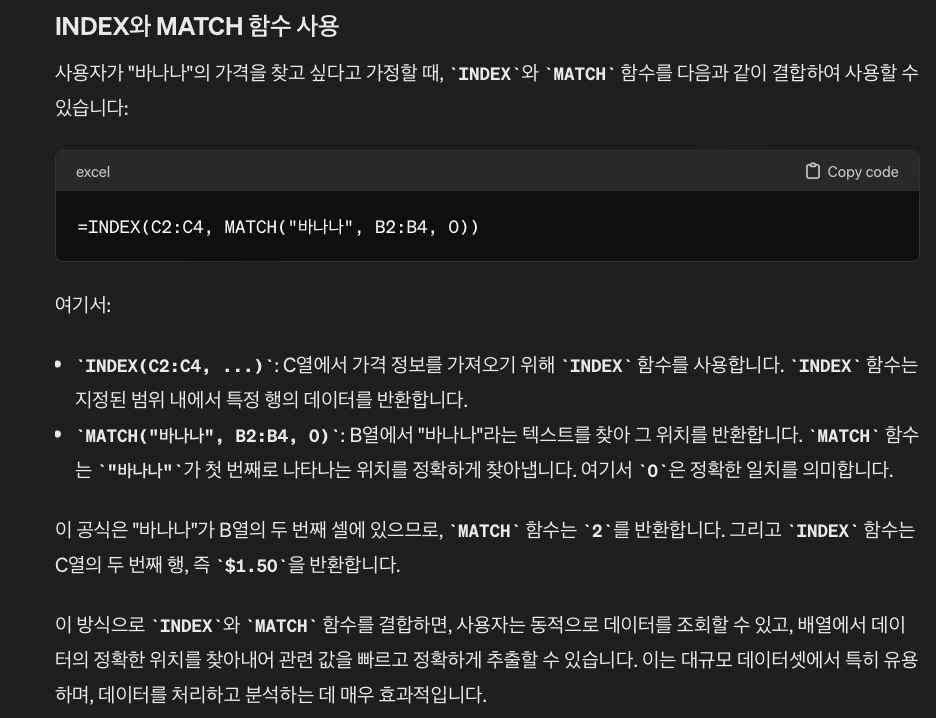 INDEX와 MATCH 함수 사용
사용자가 "바나나"의 가격을 찾고 싶다고 가정할 때, `INDEX`와 `MATCH` 함수를 다음과 같이 결합하여 사용할 수
있습니다:
excel
Copy code
=INDEX(C2:C4, MATCH("바나나", B2:B4, 0))
여기서:
• `INDEX(C2:C4, ...)`: C열에서 가격 정보를 가져오기 위해 `INDEX` 함수를 사용합니다. `INDEX` 함수는
지정된 범위 내에서 특정 행의 데이터를 반환합니다.
• `MATCH("바나나", B2:B4, 0)`: B열에서 "바나나"라는 텍스트를 찾아 그 위치를 반환합니다. `MATCH` 함수
는 `"바나나"`가 첫 번째로 나타나는 위치를 정확하게 찾아냅니다. 여기서 `0`은 정확한 일치를 의미합니다.
이 공식은 "바나나"가 B열의 두 번째 셀에 있으므로, `MATCH` 함수는 `2`를 반환합니다. 그리고 `INDEX` 함수는
C열의 두 번째 행, 즉 `$1.50`을 반환합니다.
이 방식으로 `INDEX`와 `MATCH` 함수를 결합하면, 사용자는 동적으로 데이터를 조회할 수 있고, 배열에서 데이
터의 정확한 위치를 찾아내어 관련 값을 빠르고 정확하게 추출할 수 있습니다. 이는 대규모 데이터셋에서 특히 유용
하며, 데이터를 처리하고 분석하는 데 매우 효과적입니다.